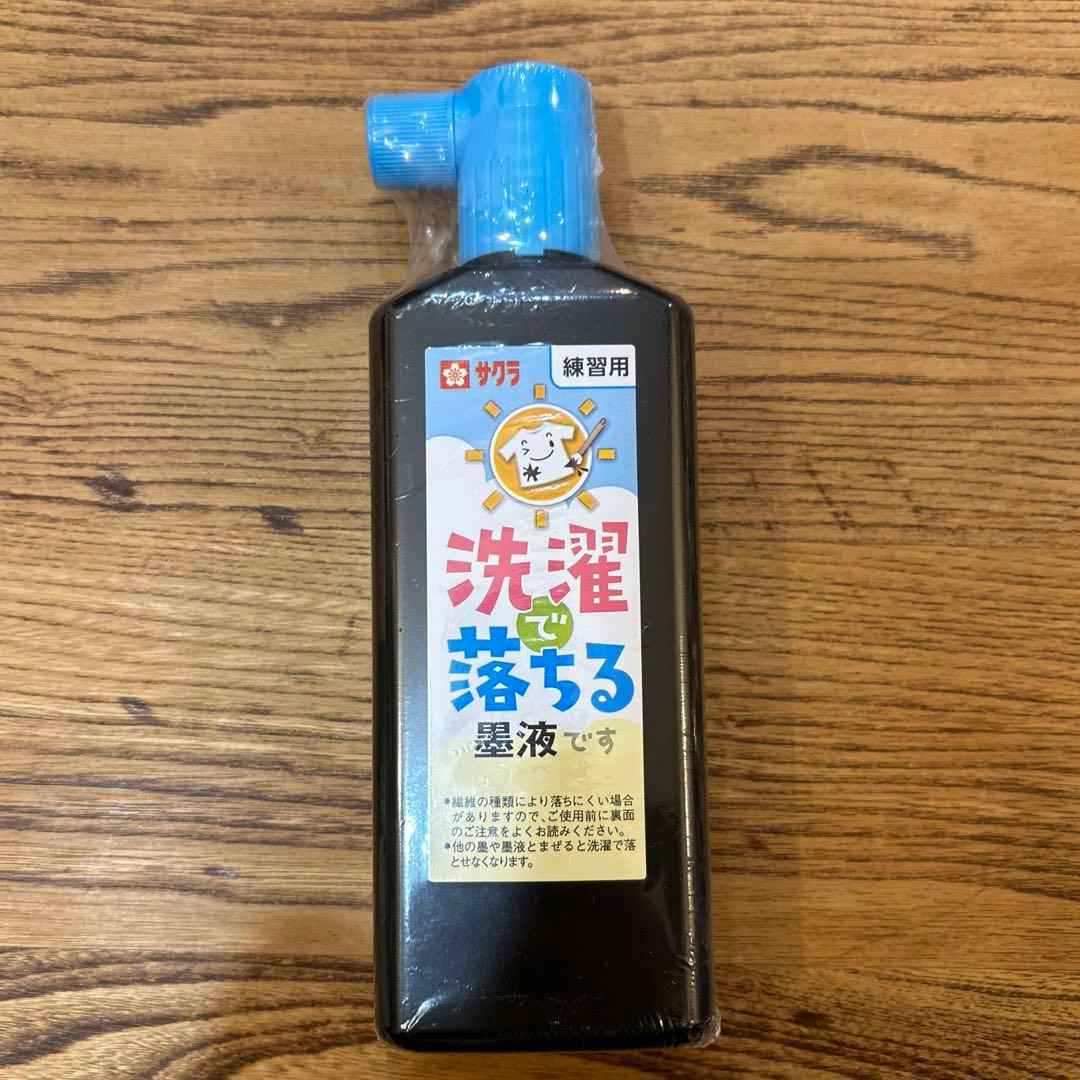 サクラ
練習用
洗濯
で
落ちる
墨液です
●繊維の種類により落ちにくい場合
がありますので、ご使用前に裏面
のご注意をよくお読みください。
●他の墨や墨液とまぜると洗濯で落
とせなくなります。